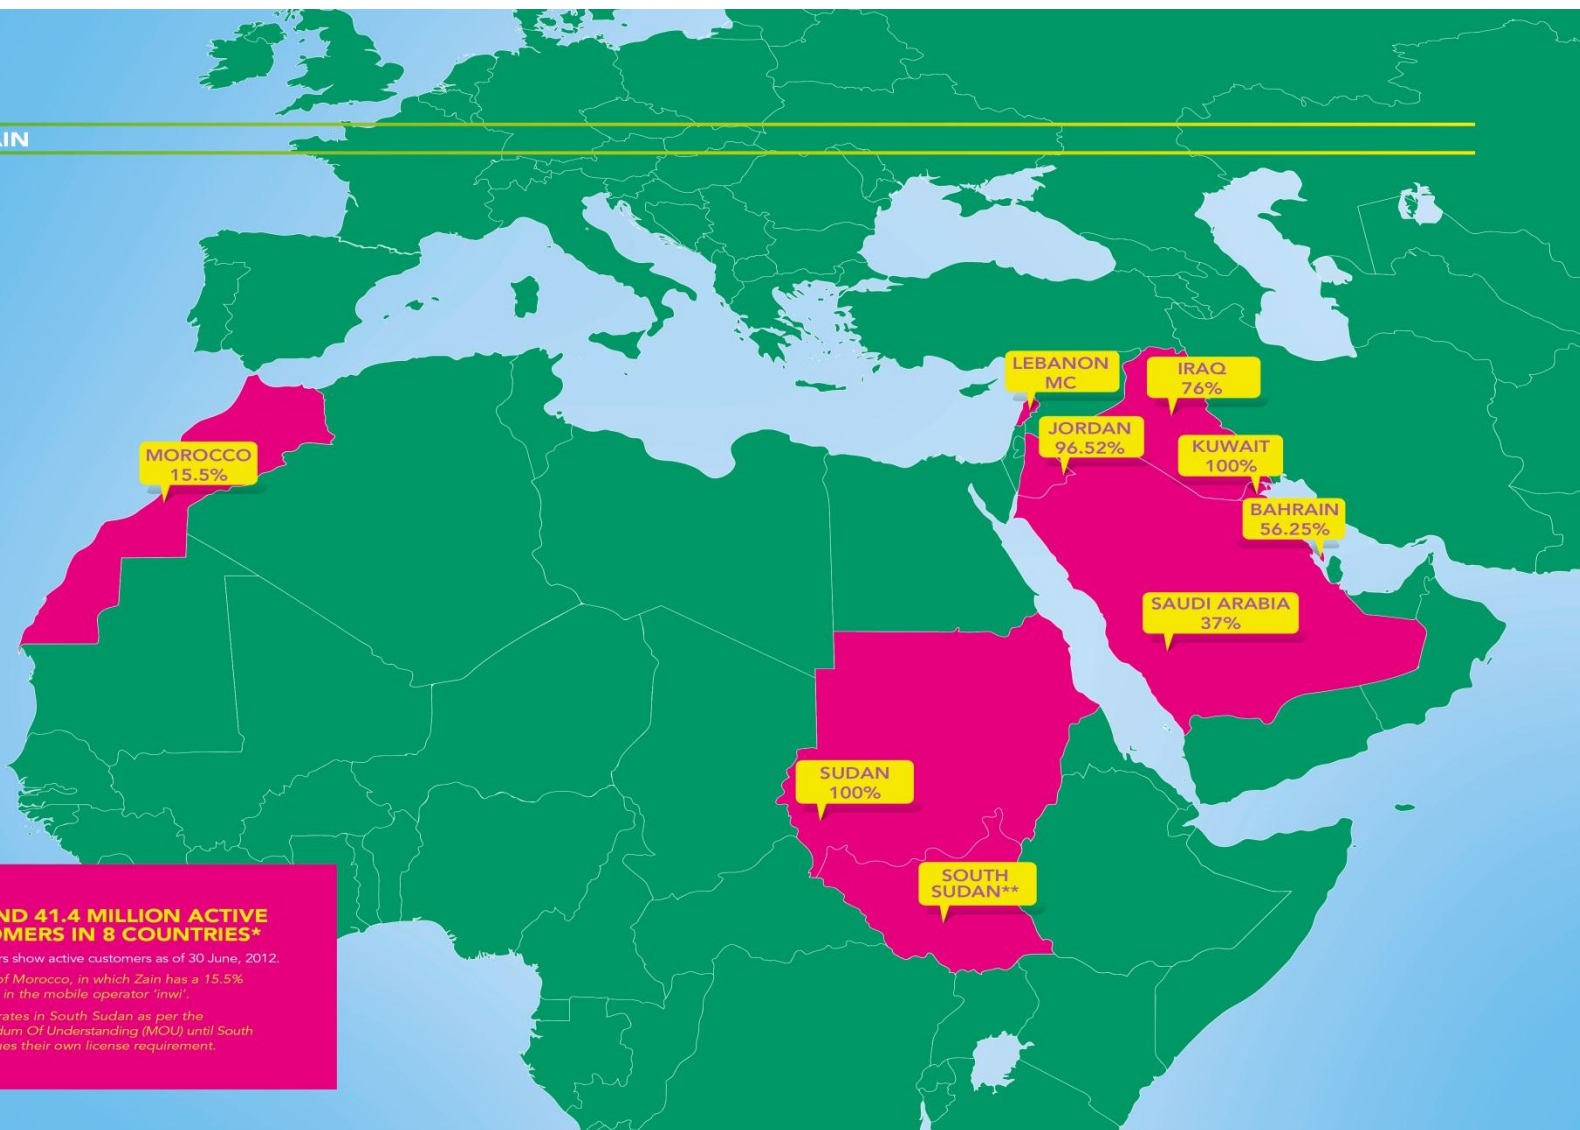 AIN
LEBANON
MC
IRAQ
76%
JORDAN
96.52%
KUWAIT
100%
MOROCCO
15.5%
BAHRAIN
56.25%
SAUDI ARABIA
37%
SUDAN
100%
SOUTH
SUDAN**
ND 41.4 MILLION ACTIVE
OMERS IN 8 COUNTRIES*
rs show active customers as of 30 June, 2012.
of Morocco, in which Zain has a 15.5%
in the mobile operator 'inwi'.
rates in South Sudan as per the
dum Of Understanding (MOU) until South
ues their own license requirement.